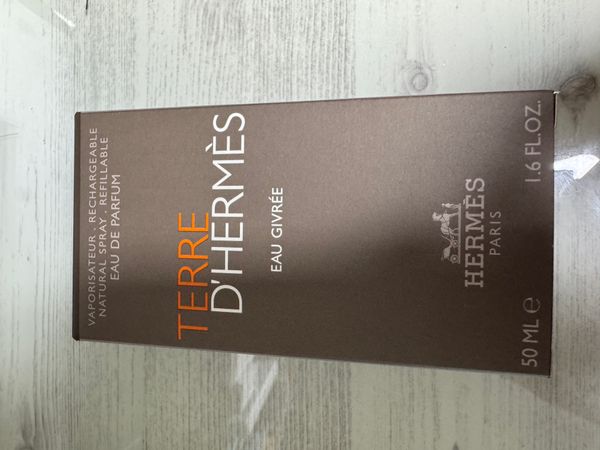 VAPORISATEUR . RECHARGEABLE
NATURAL SPRAY . REFILLABLE
EAU DE PARFUM
TERRE
D'HERMÈS
EAU GIVRÉE
HERMÈS
PARIS
50 ML ℮ 1.6 FL.OZ.